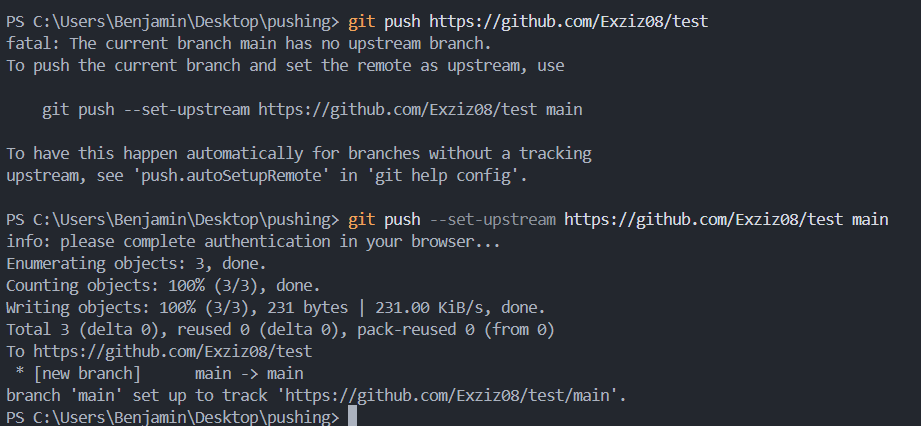 PS C:\Users\Benjamin\Desktop\pushing> git push https://github.com/Exziz08/test
fatal: The current branch main has no upstream branch.
To push the current branch and set the remote as upstream, use
    git push --set-upstream https://github.com/Exziz08/test main
To have this happen automatically for branches without a tracking
upstream, see 'push.autoSetupRemote' in 'git help config'.
PS C:\Users\Benjamin\Desktop\pushing> git push --set-upstream https://github.com/Exziz08/test main
info: please complete authentication in your browser...
Enumerating objects: 3, done.
Counting objects: 100% (3/3), done.
Writing objects: 100% (3/3), 231 bytes | 231.00 KiB/s, done.
Total 3 (delta 0), reused 0 (delta 0), pack-reused 0 (from 0)
To https://github.com/Exziz08/test
 * [new branch]      main -> main
branch 'main' set up to track 'https://github.com/Exziz08/test/main'.
PS C:\Users\Benjamin\Desktop\pushing>